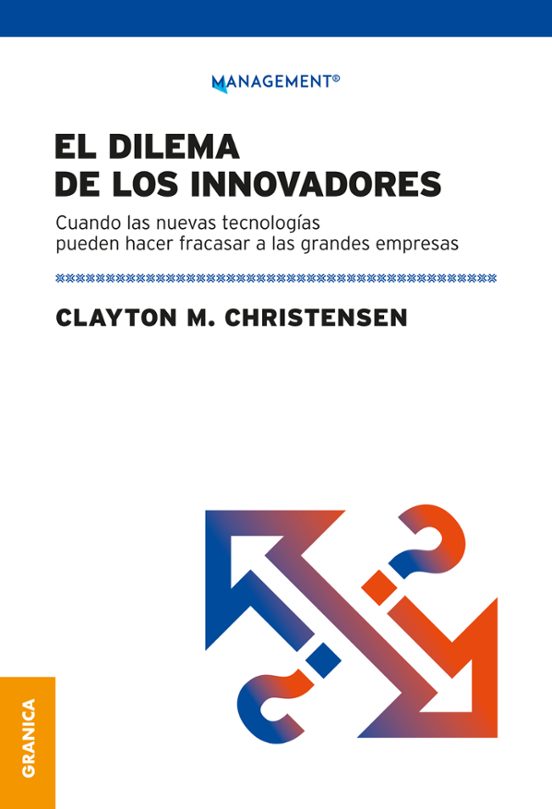 MANAGEMENT®
EL DILEMA
DE LOS INNOVADORES
Cuando las nuevas tecnologías
pueden hacer fracasar a las grandes empresas
CLAYTON M. CHRISTENSEN
?
?
GRANICA